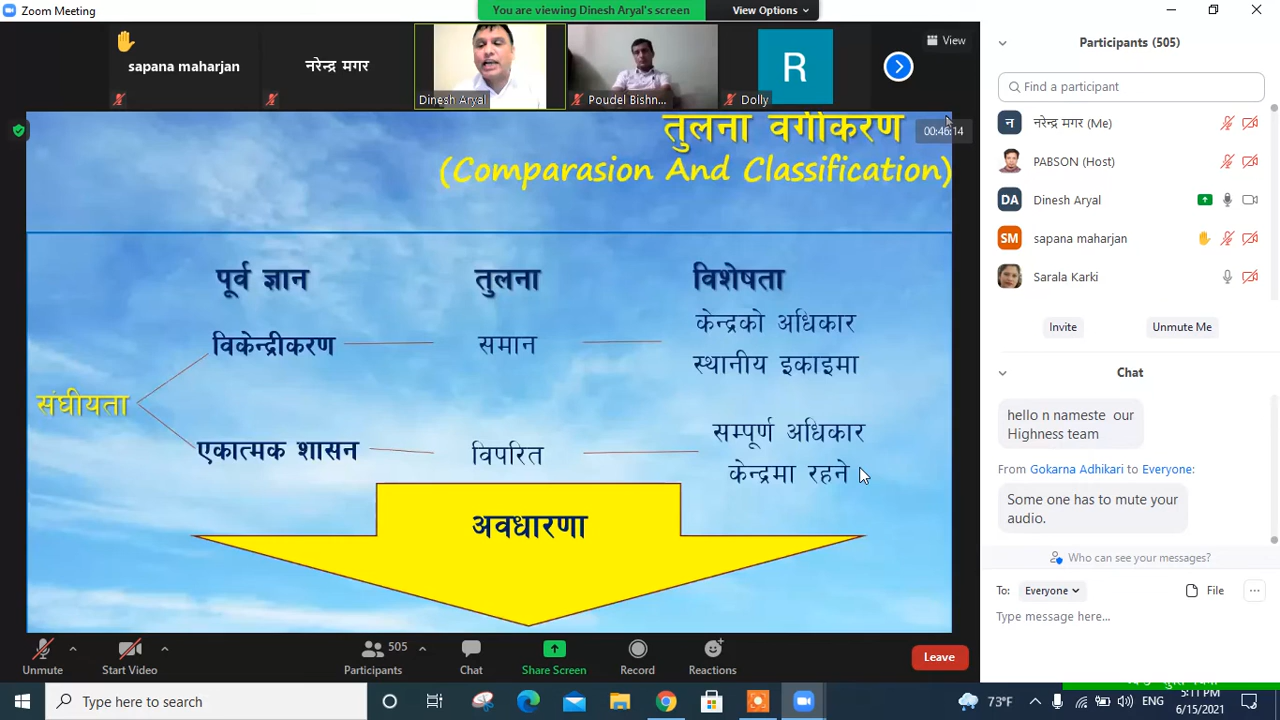 Zoom Meeting
You are viewing Dinesh Aryal's screen
View Options
sapana maharjan
नरेन्द्र मगर
Dinesh Aryal
Poudel Bishn...
R
Dolly
View
00:46:14
तुलना वर्गीकरण
(Comparasion And Classification)
पूर्व ज्ञान
तुलना
विशेषता
विकेन्द्रीकरण
समान
केन्द्रको अधिकार
स्थानीय इकाइमा
संघीयता
एकात्मक शासन
विपरित
सम्पूर्ण अधिकार
केन्द्रमा रहने
अवधारणा
Participants (505)
Find a participant
न नरेन्द्र मगर (Me)
PABSON (Host)
DA Dinesh Aryal
SM sapana maharjan
Sarala Karki
Invite
Unmute Me
Chat
hello n nameste our
Highness team
From Gokarna Adhikari to Everyone:
Some one has to mute your
audio.
Who can see your messages?
To: Everyone
File
Type message here...
Unmute
Start Video
505
Participants
Chat
Share Screen
Record
Reactions
Leave
Type here to search
73°F
ENG
5:11 PM
6/15/2021